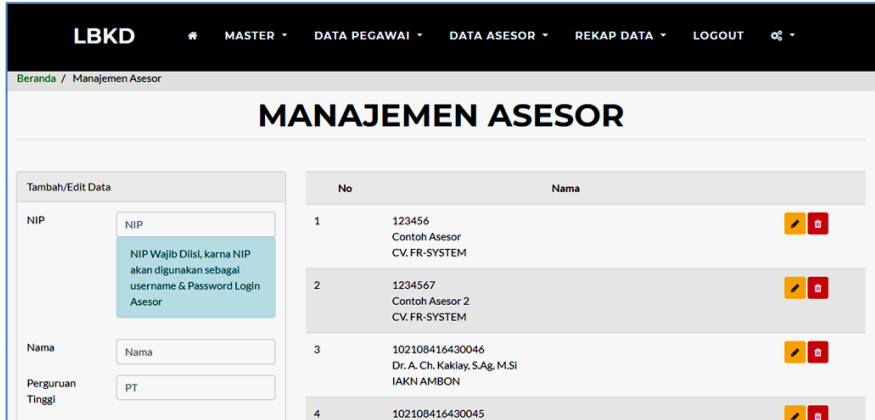 LBKD MASTER DATA PEGAWAI DATA ASESOR REKAP DATA LOGOUT
Beranda / Manajemen Asesor
MANAJEMEN ASESOR
Tambah/Edit Data
NIP
NIP
NIP Wajib Diisi, karna NIP
akan digunakan sebagai
username & Password Login
Asesor
Nama
Nama
Perguruan
Tinggi
PT
No Nama
1
123456
Contoh Asesor
CV. FR-SYSTEM
2
1234567
Contoh Asesor 2
CV. FR-SYSTEM
3
102108416430046
Dr. A. Ch. Kakiay, S.Ag, M.Si
IAKN AMBON
4
102108416430045